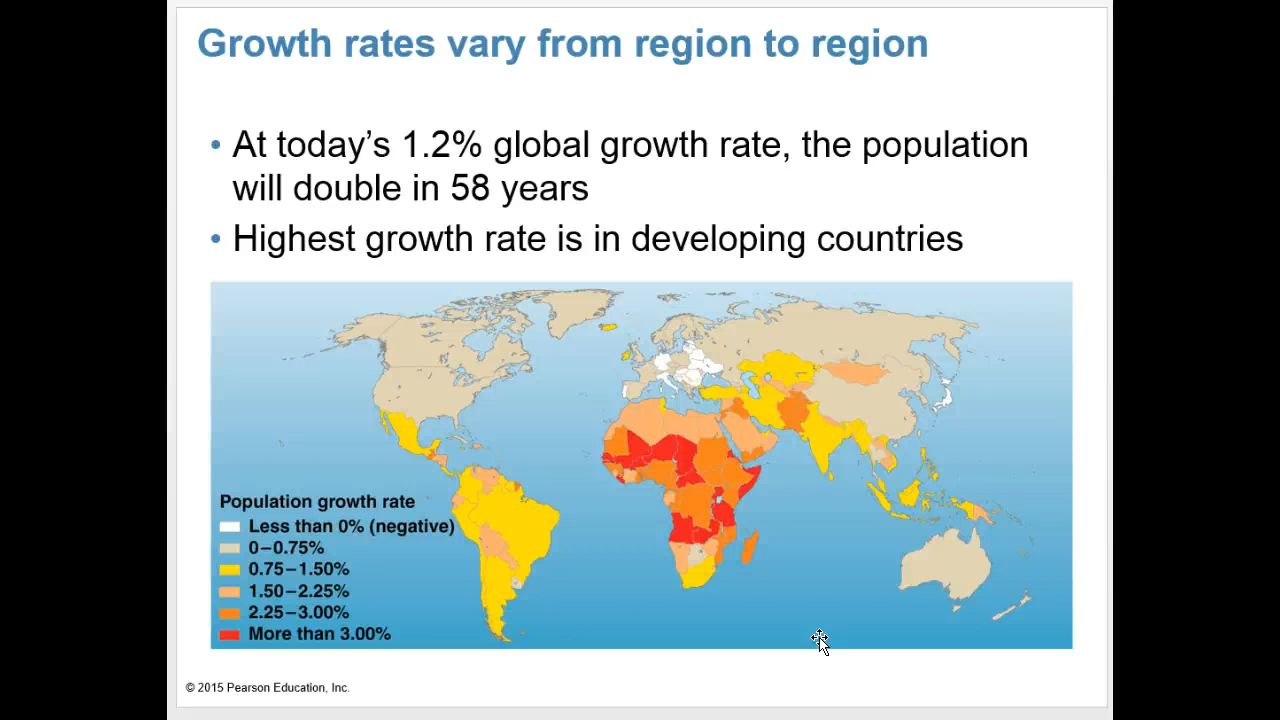 Growth rates vary from region to region
• At today’s 1.2% global growth rate, the population
will double in 58 years
• Highest growth rate is in developing countries
Population growth rate
Less than 0% (negative)
0–0.75%
0.75–1.50%
1.50–2.25%
2.25–3.00%
More than 3.00%
© 2015 Pearson Education, Inc.